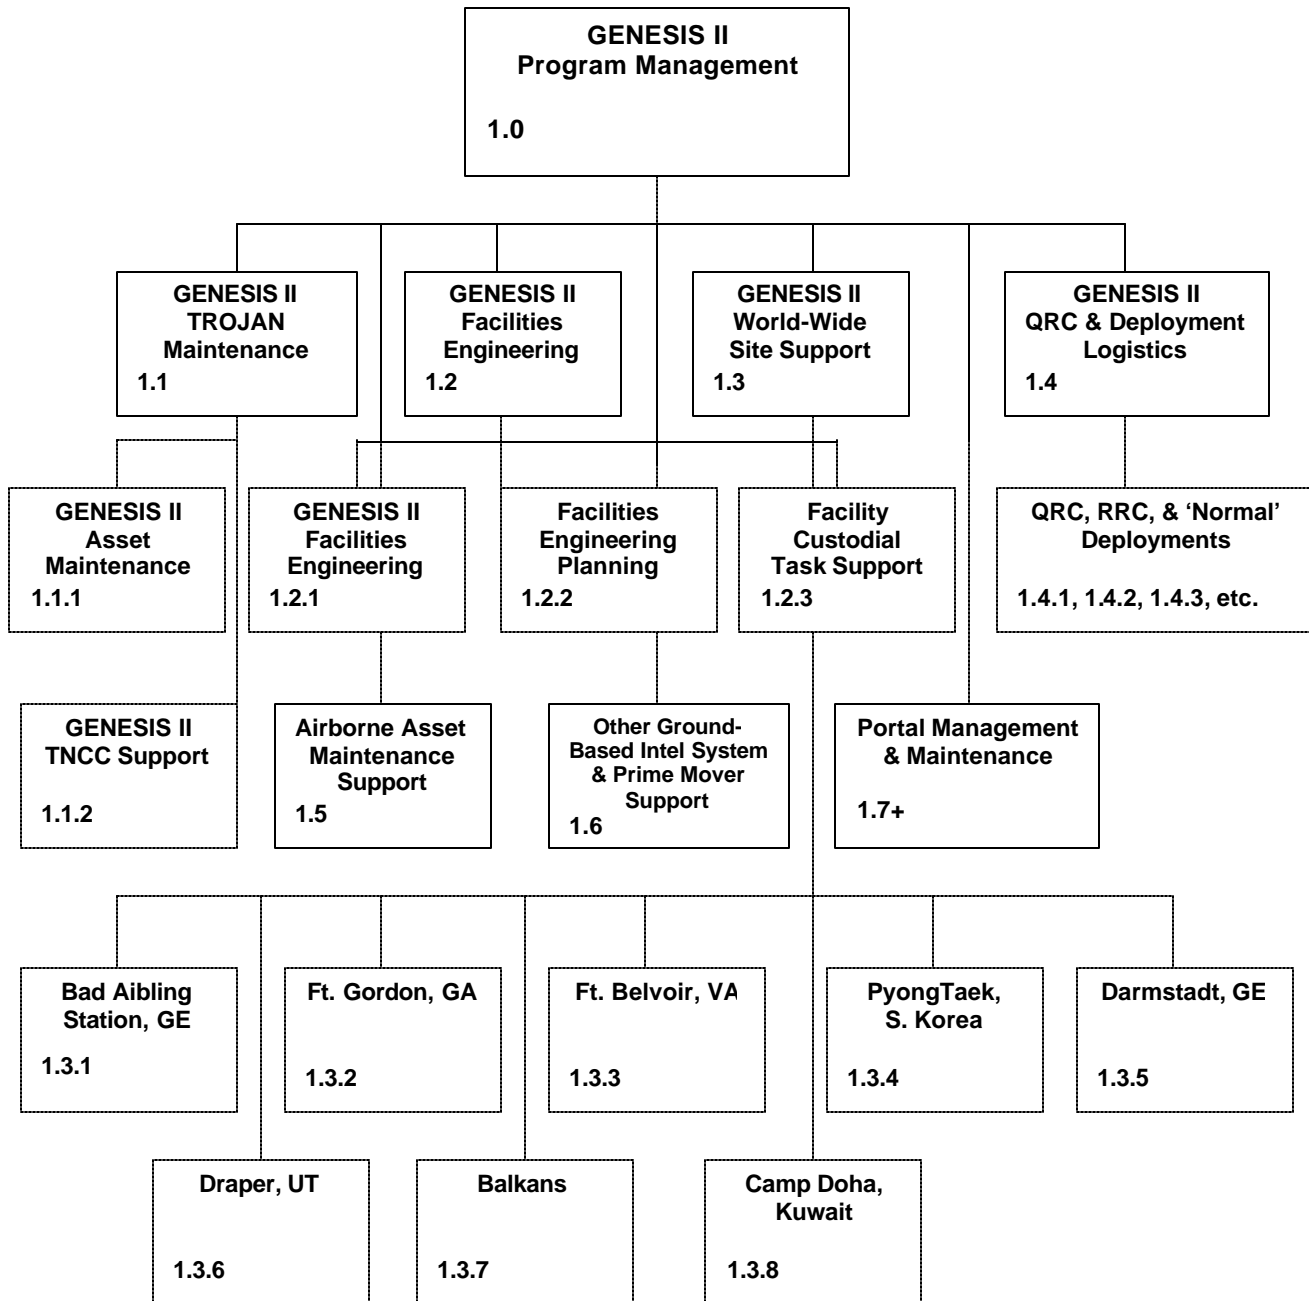 GENESIS II
Program Management
1.0
GENESIS II
TROJAN
Maintenance
1.1
GENESIS II
Facilities
Engineering
1.2
GENESIS II
World-Wide
Site Support
1.3
GENESIS II
QRC & Deployment
Logistics
1.4
GENESIS II
Asset
Maintenance
1.1.1
GENESIS II
Facilities
Engineering
1.2.1
Facilities
Engineering
Planning
1.2.2
Facility
Custodial
Task Support
1.2.3
QRC, RRC, & ‘Normal’
Deployments
1.4.1, 1.4.2, 1.4.3, etc.
GENESIS II
TNCC Support
1.1.2
Airborne Asset
Maintenance
Support
1.5
Other Ground-
Based Intel System
& Prime Mover
Support
1.6
Portal Management
& Maintenance
1.7+
Bad Aibling
Station, GE
1.3.1
Ft. Gordon, GA
1.3.2
Ft. Belvoir, VA
1.3.3
PyongTaek,
S. Korea
1.3.4
Darmstadt, GE
1.3.5
Draper, UT
1.3.6
Balkans
1.3.7
Camp Doha,
Kuwait
1.3.8